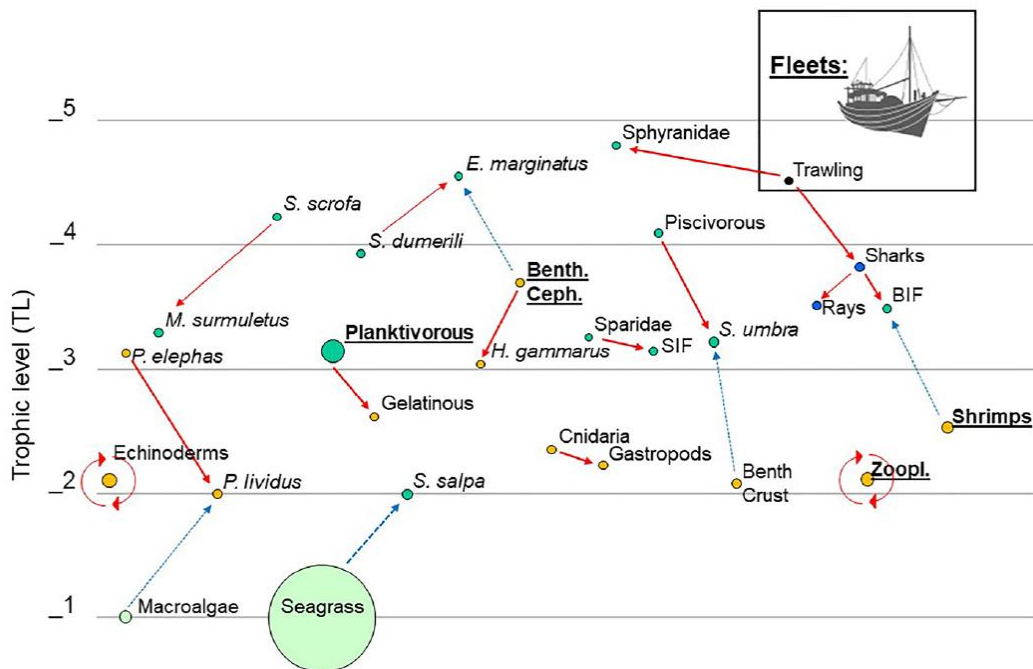 Fleets:
_5
Sphyranidae
E. marginatus
Trawling
S. scrofa
Piscivorous
_4
S. dumerili
Sharks
Benth.
Ceph.
BIF
Rays
M. surmuletus
Planktivorous
Sparidae
S. umbra
P. elephas
H. gammarus
SIF
_3
Gelatinous
Shrimps
Cnidaria
Echinoderms
Gastropods
Zoopl.
Benth
Crust
P. lividus
S. salpa
_2
Macroalgae
Seagrass
_1
Trophic level (TL)